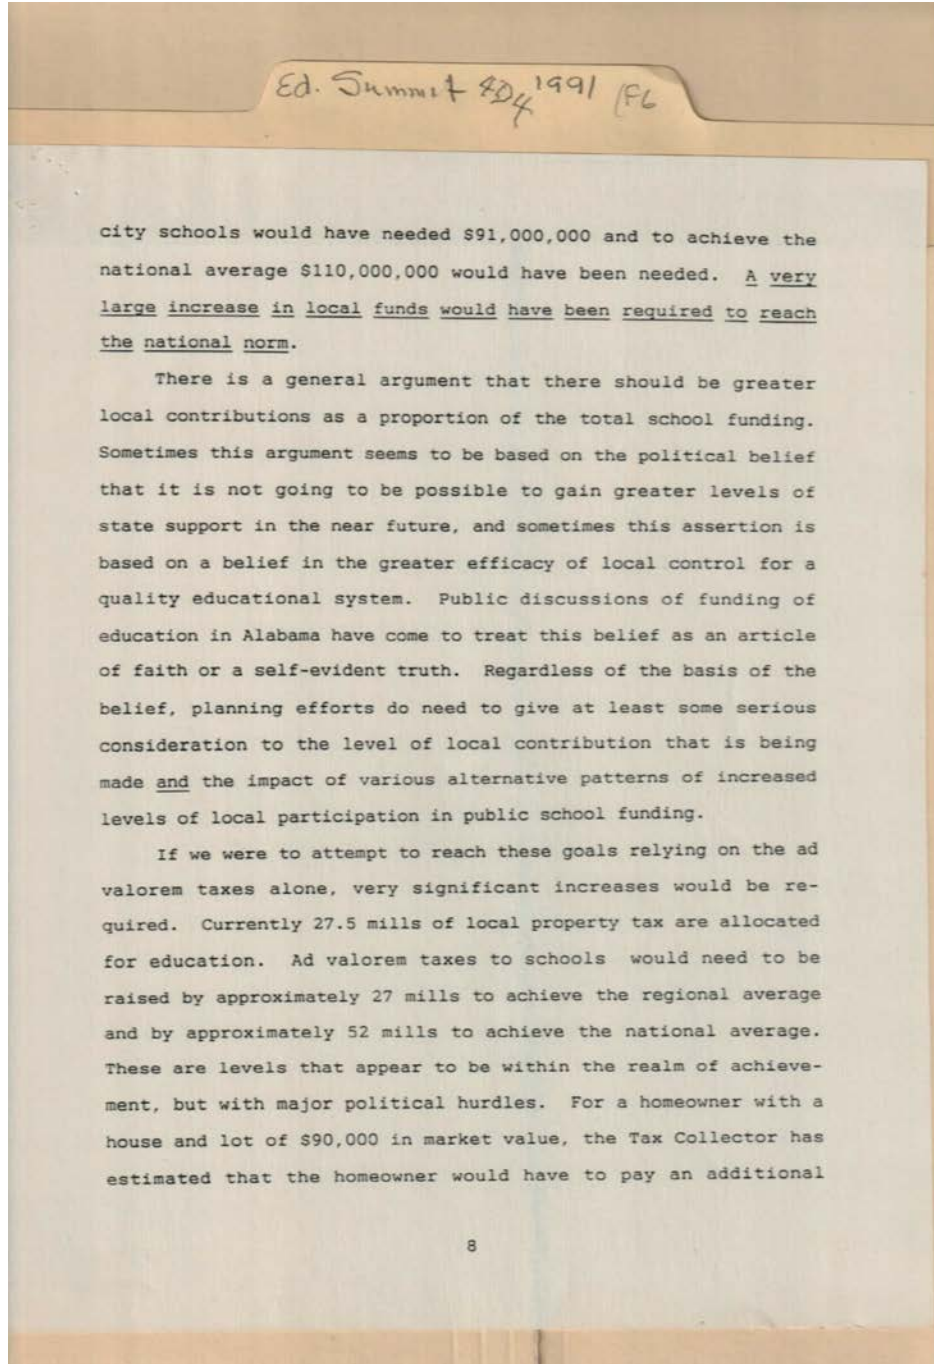 Ed. Summit 4D4 1991 (F6
city schools would have needed $91,000,000 and to achieve the
national average $110,000,000 would have been needed. A very
large increase in local funds would have been required to reach
the national norm.
There is a general argument that there should be greater
local contributions as a proportion of the total school funding.
Sometimes this argument seems to be based on the political belief
that it is not going to be possible to gain greater levels of
state support in the near future, and sometimes this assertion is
based on a belief in the greater efficacy of local control for a
quality educational system. Public discussions of funding of
education in Alabama have come to treat this belief as an article
of faith or a self-evident truth. Regardless of the basis of the
belief, planning efforts do need to give at least some serious
consideration to the level of local contribution that is being
made and the impact of various alternative patterns of increased
levels of local participation in public school funding.
If we were to attempt to reach these goals relying on the ad
valorem taxes alone, very significant increases would be re-
quired. Currently 27.5 mills of local property tax are allocated
for education. Ad valorem taxes to schools would need to be
raised by approximately 27 mills to achieve the regional average
and by approximately 52 mills to achieve the national average.
These are levels that appear to be within the realm of achieve-
ment, but with major political hurdles. For a homeowner with a
house and lot of $90,000 in market value, the Tax Collector has
estimated that the homeowner would have to pay an additional
8